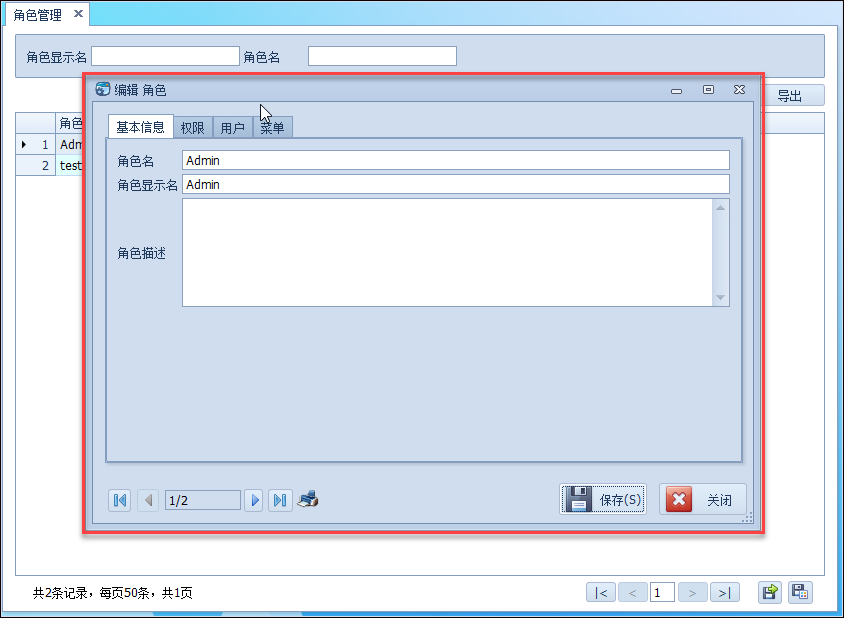 角色管理
角色显示名 角色名
导出
编辑 角色
基本信息 权限 用户 菜单
角色
1 Adm
2 test
角色名 Admin
角色显示名 Admin
角色描述
1/2
保存(S) 关闭
共2条记录，每页50条，共1页
|< < 1 > >|